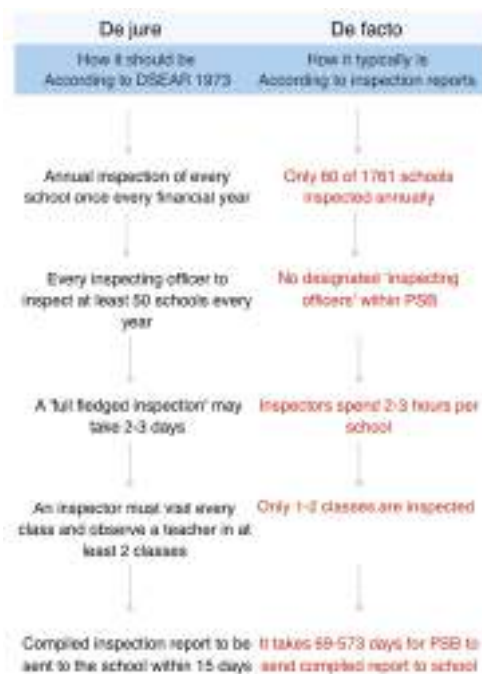 De jure
De facto
How it should be
According to DSEAR 1973
How it typically is
According to inspection reports
Annual inspection of every
school once every financial year
Only 60 of 1761 schools
inspected annually
Every inspecting officer to
inspect at least 50 schools every
year
No designated 'inspecting
officers' within PSB
A 'full fledged inspection' may
take 2-3 days
Inspectors spend 2-3 hours per
school
An inspector must visit every
class and observe a teacher in at
least 2 classes
Only 1-2 classes are inspected
Compiled inspection report to be
sent to the school within 15 days
It takes 69-573 days for PSB to
send compiled report to school